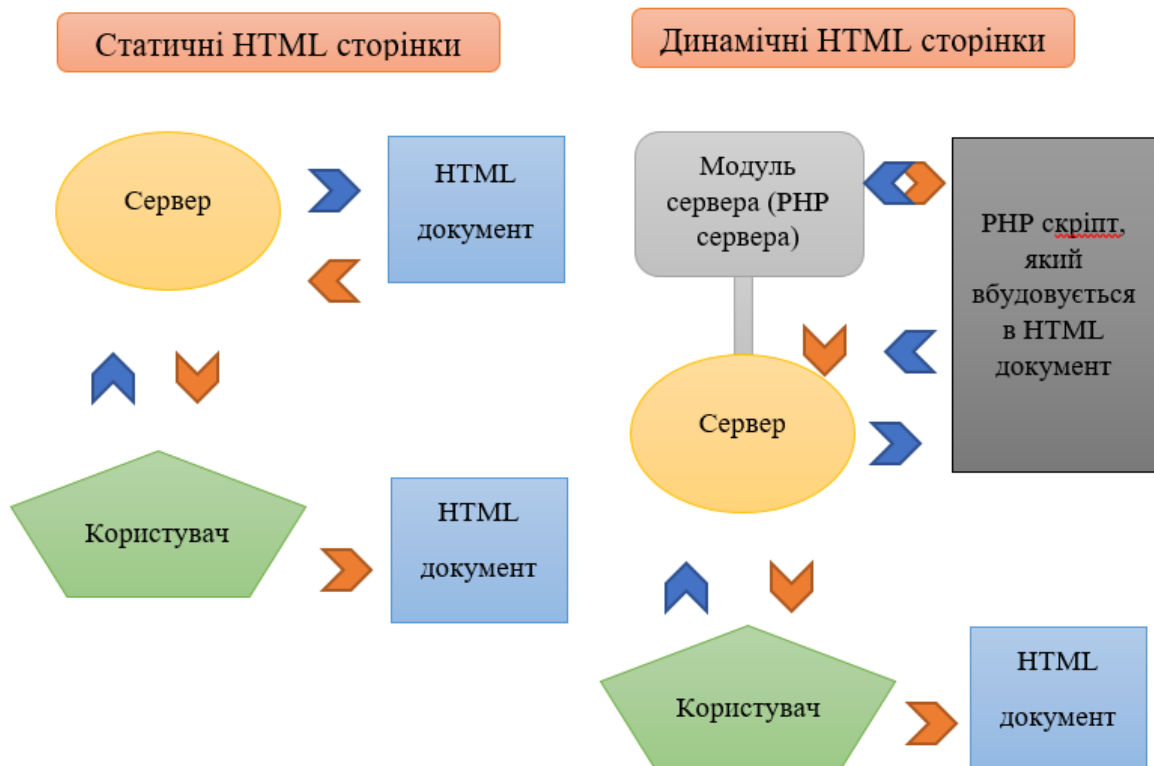 Статичні HTML сторінки
Сервер
HTML
документ
Користувач
HTML
документ
Динамічні HTML сторінки
Модуль
сервера (PHP
сервера)
PHP скріпт,
який
вбудовується
в HTML
документ
Сервер
Користувач
HTML
документ